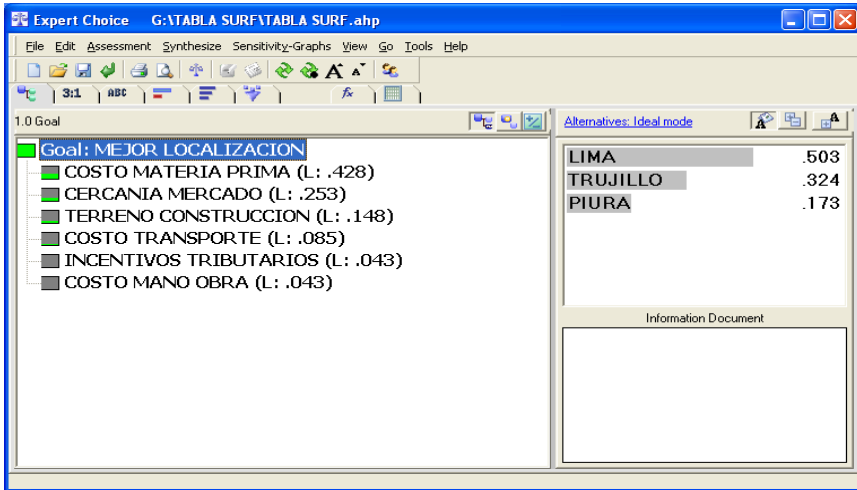 Expert Choice G:\TABLA SURF\TABLA SURF.ahp
File Edit Assessment Synthesize Sensitivity-Graphs View Go Tools Help
3:1 ABC fx
1.0 Goal
Goal: MEJOR LOCALIZACION
COSTO MATERIA PRIMA (L: .428)
CERCANIA MERCADO (L: .253)
TERRENO CONSTRUCCION (L: .148)
COSTO TRANSPORTE (L: .085)
INCENTIVOS TRIBUTARIOS (L: .043)
COSTO MANO OBRA (L: .043)
Alternatives: Ideal mode
LIMA .503
TRUJILLO .324
PIURA .173
Information Document